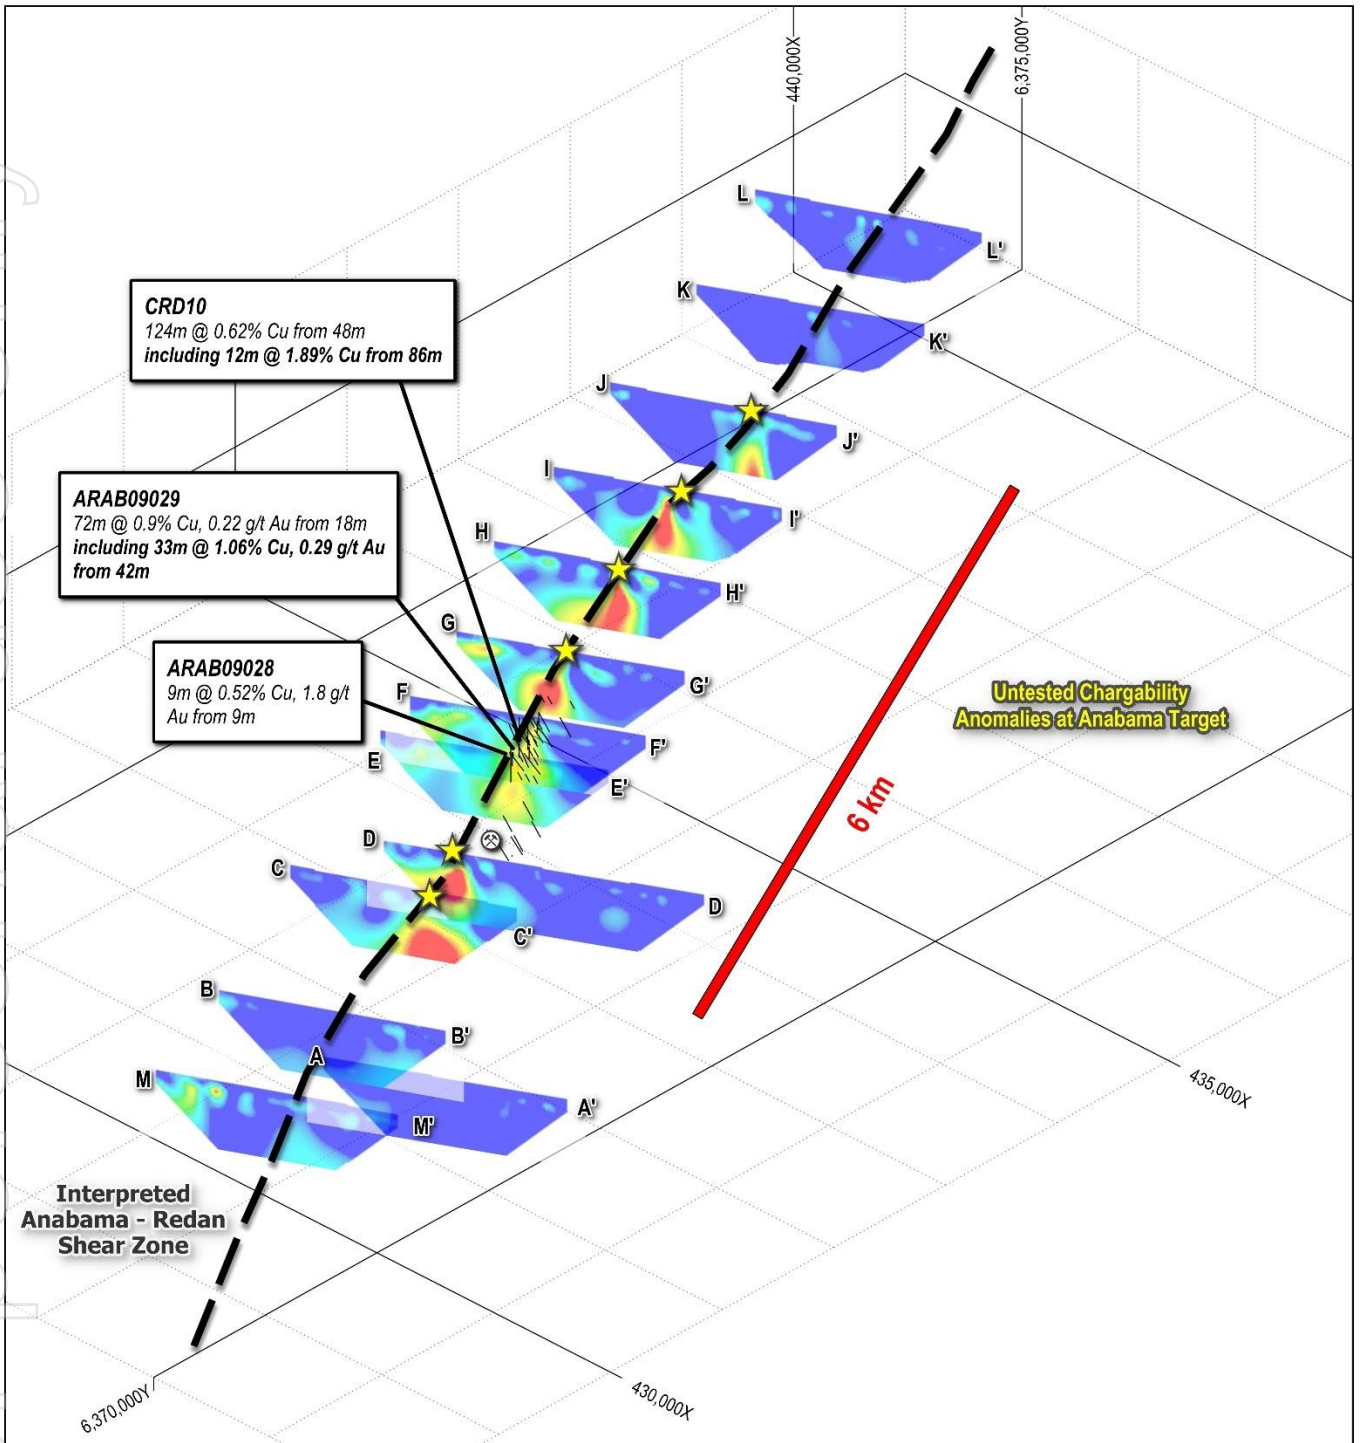 440,000X
6,375,000Y
L
L'
K
K'
CRD10
124m @ 0.62% Cu from 48m
including 12m @ 1.89% Cu from 86m
J
J'
I
I'
ARAB09029
72m @ 0.9% Cu, 0.22 g/t Au from 18m
including 33m @ 1.06% Cu, 0.29 g/t Au
from 42m
H
H'
G
G'
ARAB09028
9m @ 0.52% Cu, 1.8 g/t
Au from 9m
Untested Chargability
Anomalies at Anabama Target
F
F'
E
E'
6 km
D
D
C
C'
B
B'
A
A'
M
M'
435,000X
Interpreted
Anabama - Redan
Shear Zone
6,370,000Y
430,000X